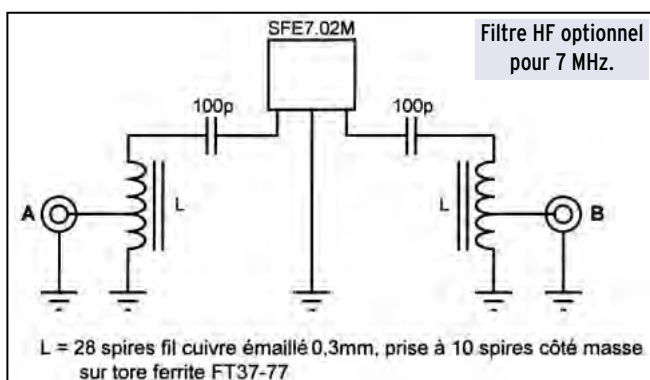 SFE7.02M
Filtre HF optionnel
pour 7 MHz.
100p
100p
L
L
A
B
L = 28 spires fil cuivre émaillé 0,3mm, prise à 10 spires côté masse
sur tore ferrite FT37-77